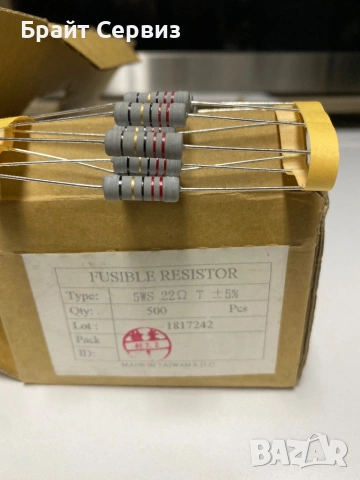 Брайт Сервиз
FUSIBLE RESISTOR
Type: 5WS 22Ω T ±5%
Qty: 500 Pcs
Lot: 1817242
Pack
ID:
MADE IN TAIWAN R.O.C.
BAZAR